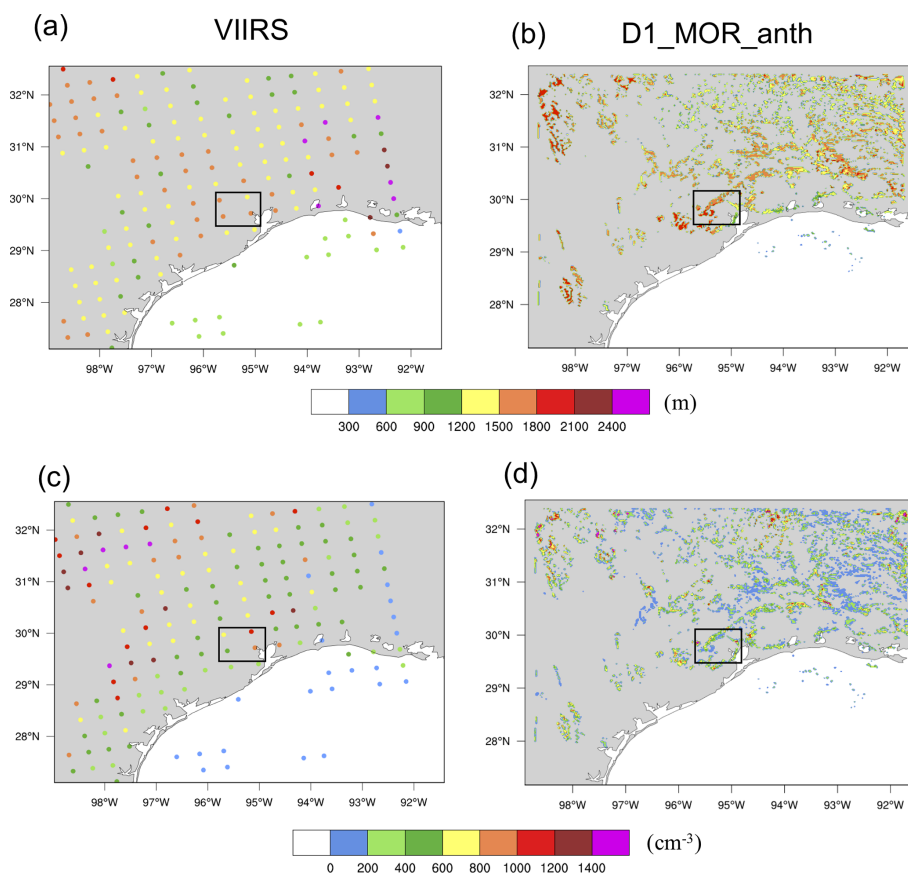 (a) VIIRS
(b) D1_MOR_anth
32°N
31°N
30°N
29°N
28°N
98°W 97°W 96°W 95°W 94°W 93°W 92°W
32°N
31°N
30°N
29°N
28°N
98°W 97°W 96°W 95°W 94°W 93°W 92°W
300 600 900 1200 1500 1800 2100 2400 (m)
(c)
(d)
32°N
31°N
30°N
29°N
28°N
98°W 97°W 96°W 95°W 94°W 93°W 92°W
32°N
31°N
30°N
29°N
28°N
98°W 97°W 96°W 95°W 94°W 93°W 92°W
0 200 400 600 800 1000 1200 1400 (cm⁻³)